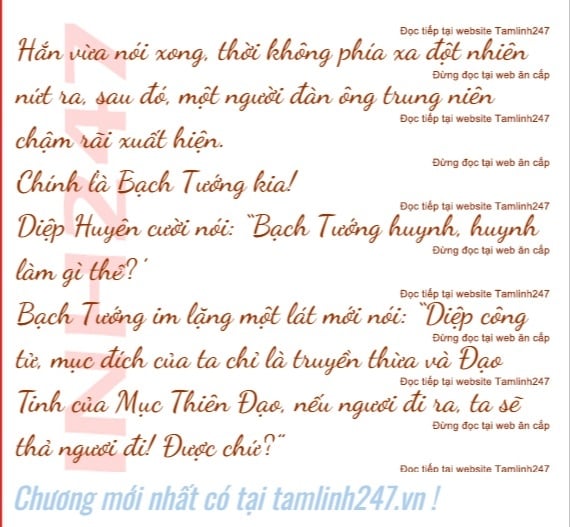 Đọc tiếp tại website Tamlinh247
Hắn vừa nói xong, thời không phía xa đột nhiên
Đừng đọc tại web ăn cắp
nứt ra, sau đó, một người đàn ông trung niên
Đọc tiếp tại website Tamlinh247
chậm rãi xuất hiện.
Đừng đọc tại web ăn cắp
Chính là Bạch Tướng kia!
Đọc tiếp tại website Tamlinh247
Diệp Huyên cười nói: “Bạch Tướng huynh, huynh
Đừng đọc tại web ăn cắp
làm gì thế?’
Đọc tiếp tại website Tamlinh247
Bạch Tướng im lặng một lát mới nói: “Diệp công
Đừng đọc tại web ăn cắp
tử, mục đích của ta chỉ là truyền thừa và Đạo
Đọc tiếp tại website Tamlinh247
Tinh của Mục Thiên Đạo, nếu ngươi đi ra, ta sẽ
Đừng đọc tại web ăn cắp
thả ngươi đi! Được chứ?”
Đọc tiếp tại website Tamlinh247
INH247
Chương mới nhất có tại tamlinh247.vn !